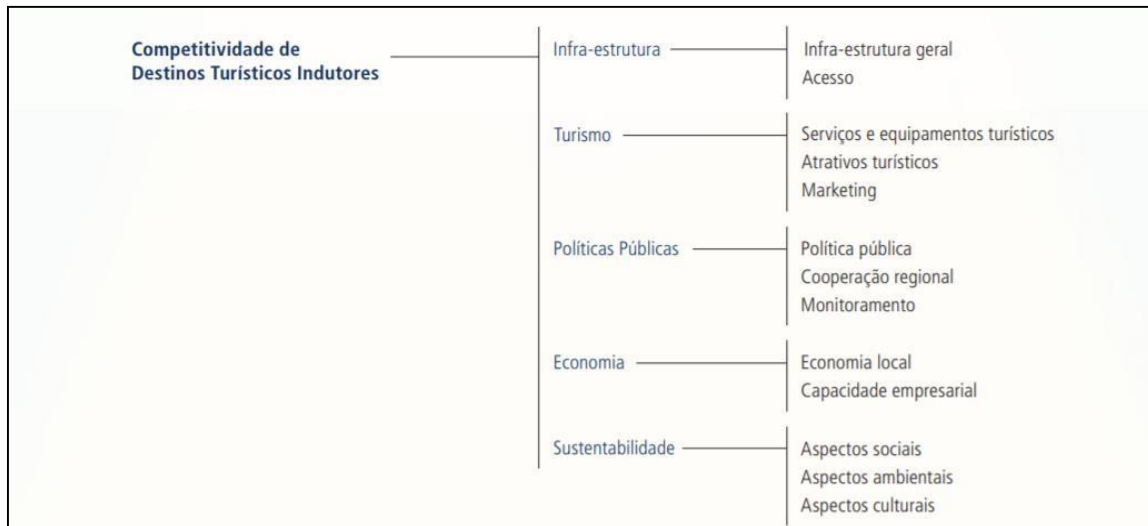 Competitividade de
Destinos Turísticos Indutores
Infra-estrutura
Infra-estrutura geral
Acesso
Turismo
Serviços e equipamentos turísticos
Atrativos turísticos
Marketing
Políticas Públicas
Política pública
Cooperação regional
Monitoramento
Economia
Economia local
Capacidade empresarial
Sustentabilidade
Aspectos sociais
Aspectos ambientais
Aspectos culturais